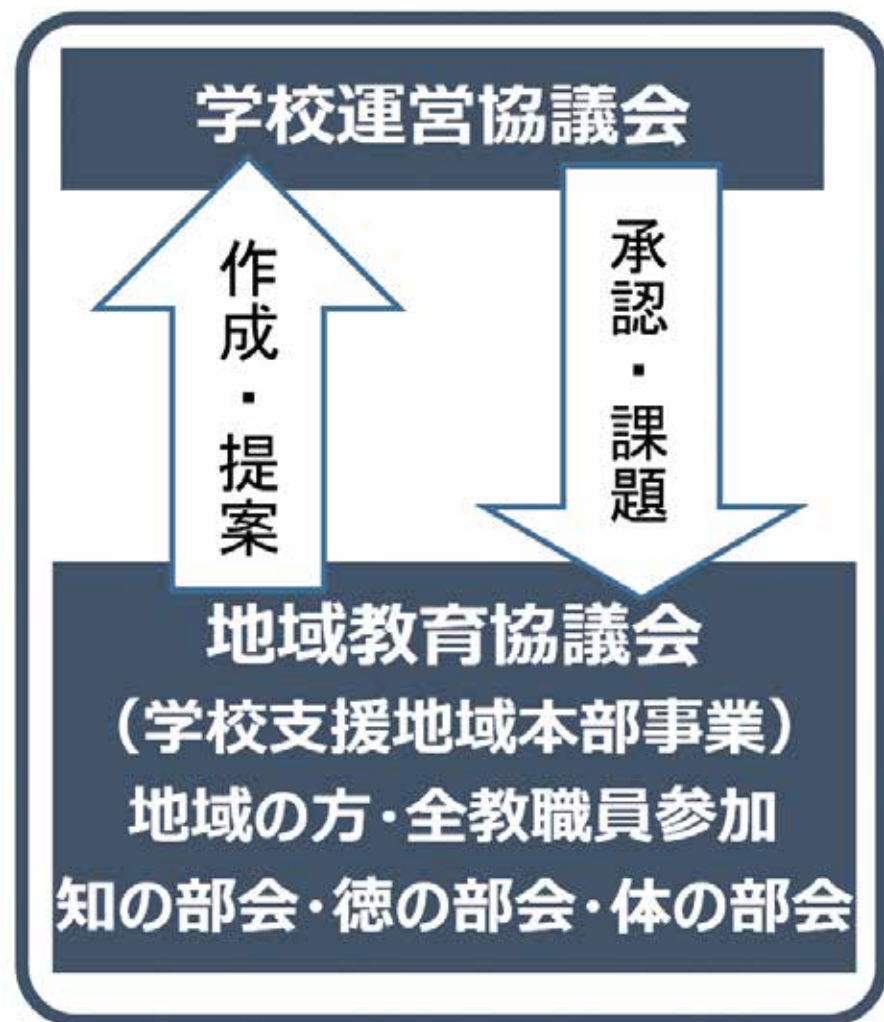 学校運営協議会
作成・提案
承認・課題
地域教育協議会
（学校支援地域本部事業）
地域の方・全教職員参加
知の部会・徳の部会・体の部会